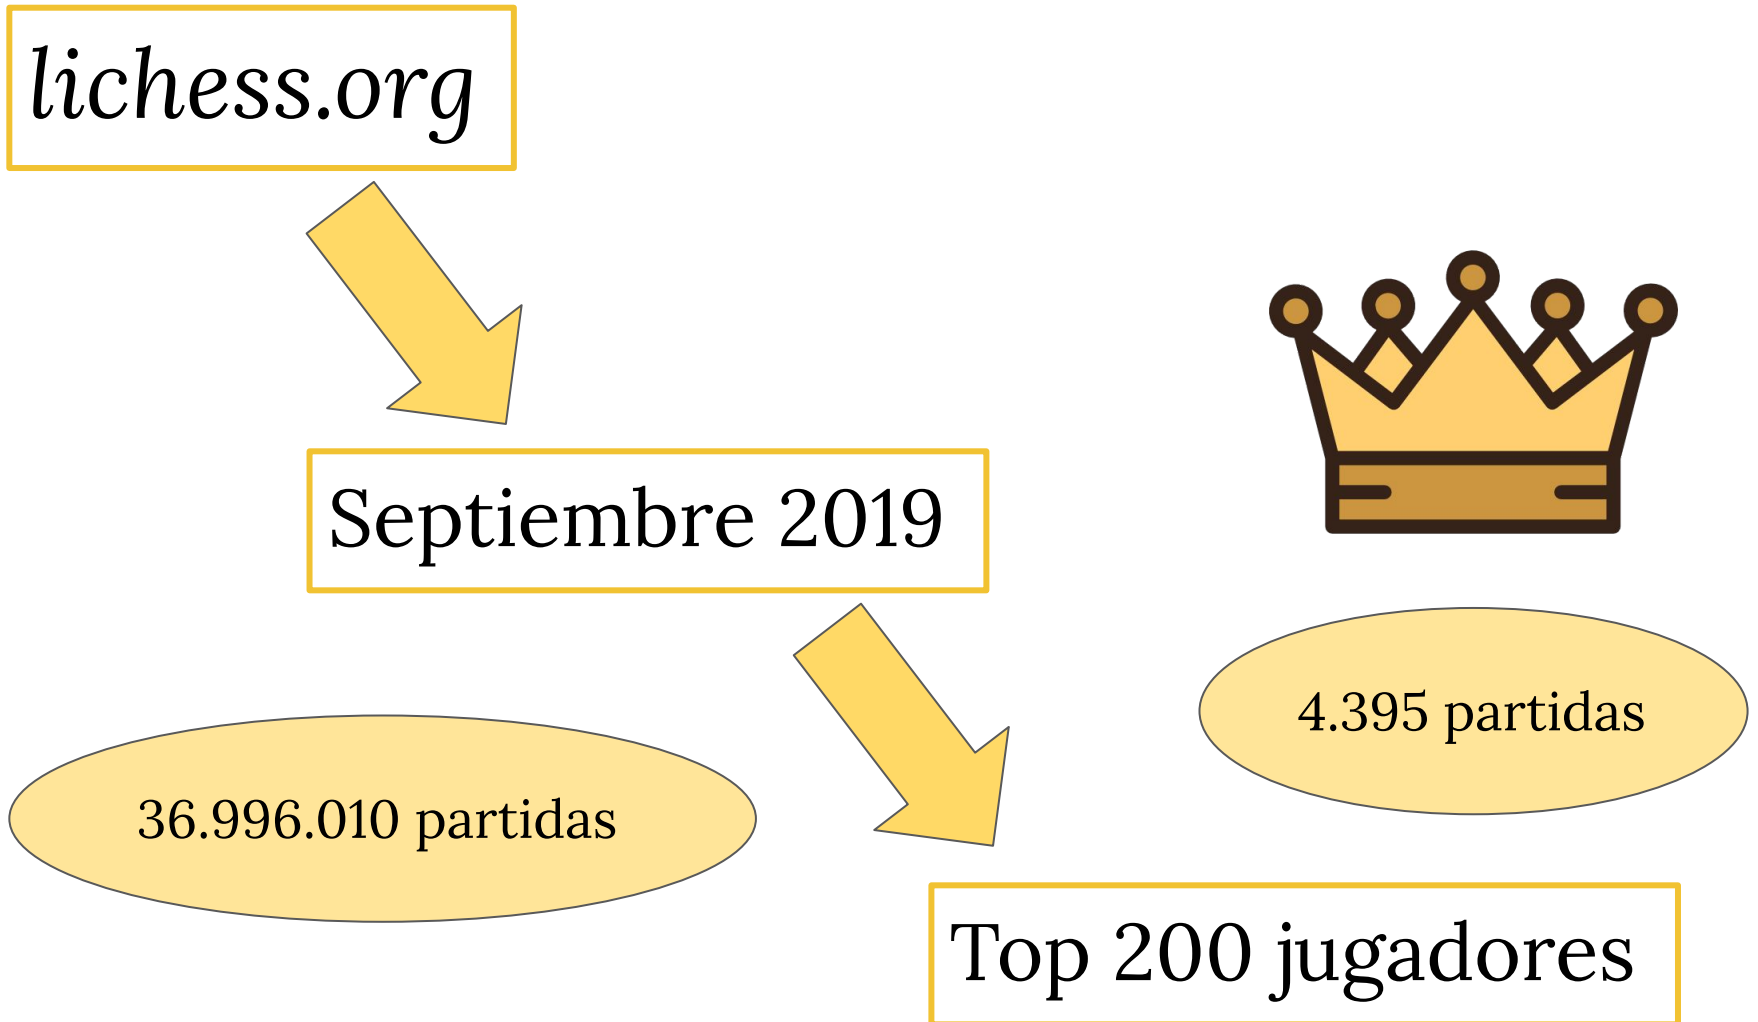 lichess.org
Septiembre 2019
4.395 partidas
36.996.010 partidas
Top 200 jugadores